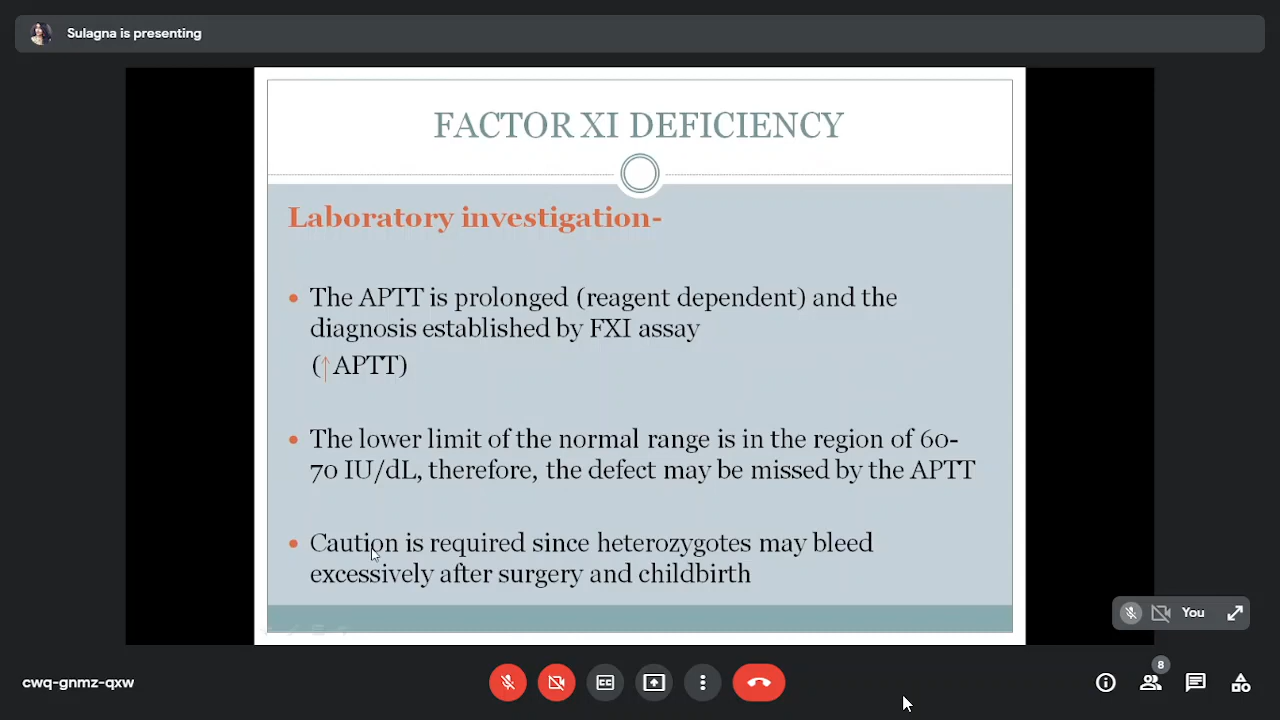 Sulagna is presenting
FACTOR XI DEFICIENCY
Laboratory investigation-
• The APTT is prolonged (reagent dependent) and the
diagnosis established by FXI assay
(↑APTT)
• The lower limit of the normal range is in the region of 60-
70 IU/dL, therefore, the defect may be missed by the APTT
• Caution is required since heterozygotes may bleed
excessively after surgery and childbirth
You
cwq-gnmz-qxw
CC
8